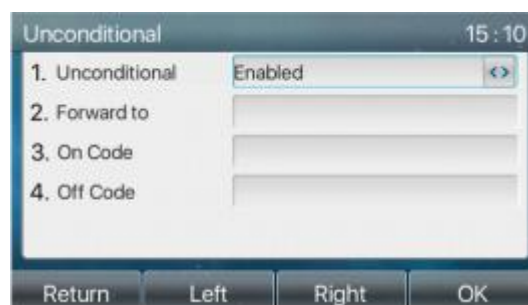 Unconditional 15:10
1. Unconditional Enabled <>
2. Forward to
3. On Code
4. Off Code
Return Left Right OK